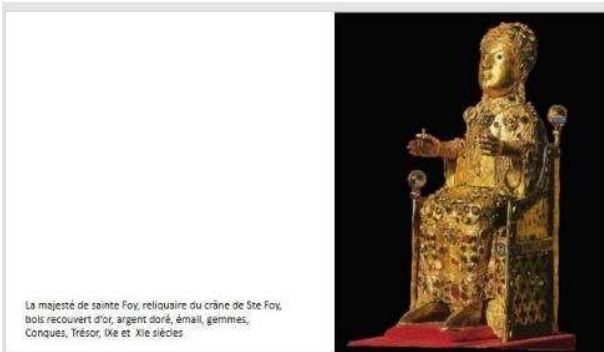 La majesté de sainte Foy, reliquaire du crâne de Ste Foy,
bois recouvert d'or, argent doré, émail, gemmes,
Conques, Trésor, IXe et XIe siècles